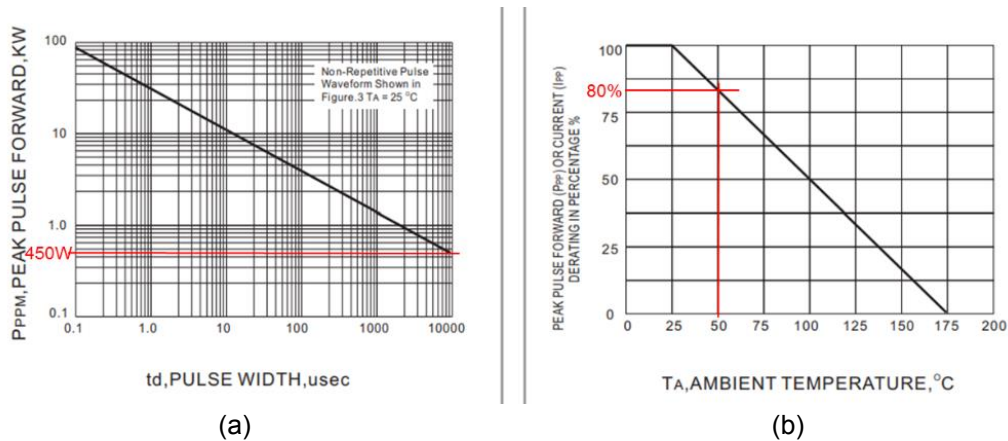 PPPM,PEAK PULSE FORWARD,KW
100
10
1.0
450W
0.1
Non-Repetitive Pulse
Waveform Shown in
Figure.3 TA = 25 °C
0.1 1.0 10 100 1000 10000
td,PULSE WIDTH,usec
(a)
PEAK PULSE FORWARD (PPP) OR CURRENT (IPP)
DERATING IN PERCENTAGE %
100
80%
75
50
25
0
0 25 50 75 100 125 150 175 200
TA,AMBIENT TEMPERATURE,°C
(b)